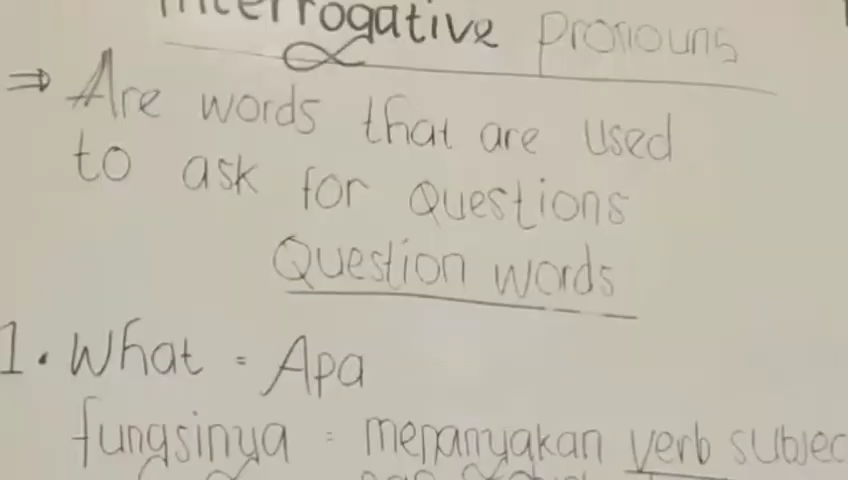 Interrogative Pronouns
⇒ Are words that are used
to ask for Questions
Question words
1. What = Apa
fungsinya = menanyakan verb subjec